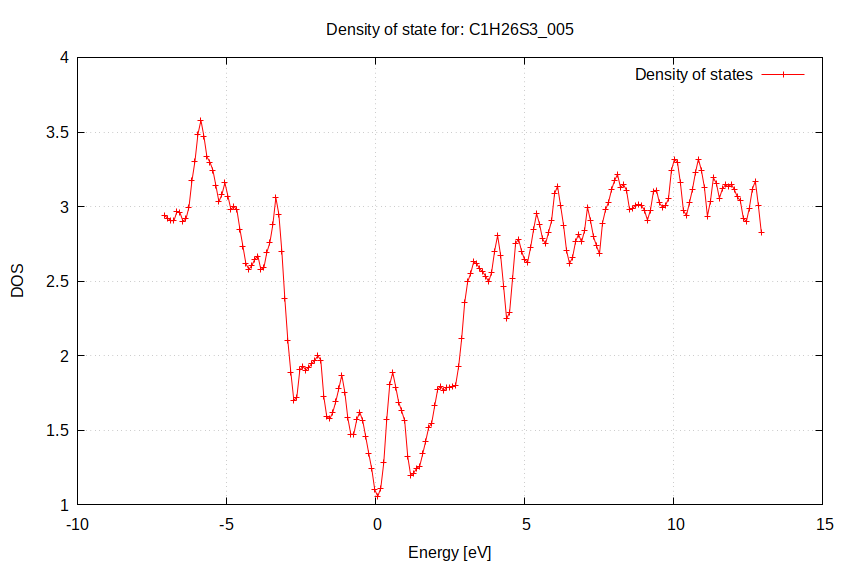 Density of state for: C1H26S3_005
Density of states
4
3.5
3
2.5
2
1.5
1
DOS
-10 -5 0 5 10 15
Energy [eV]